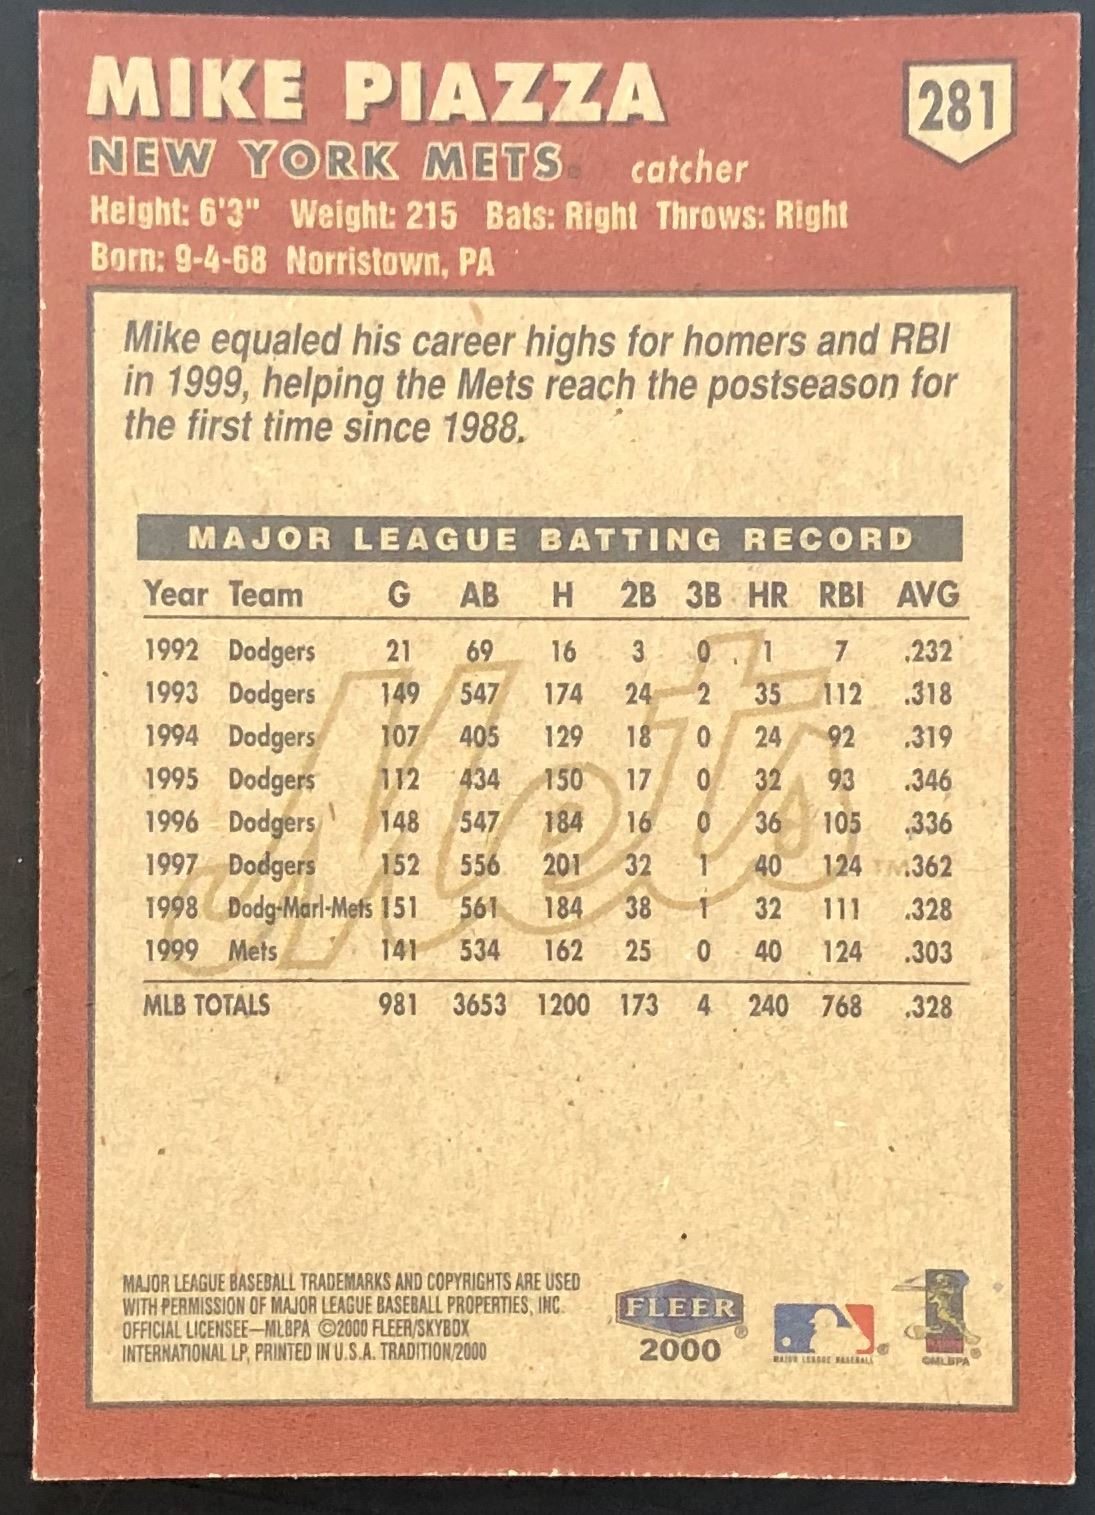 MIKE PIAZZA
281
NEW YORK METS. catcher
Height: 6'3" Weight: 215 Bats: Right Throws: Right
Born: 9-4-68 Norristown, PA
Mike equaled his career highs for homers and RBI
in 1999, helping the Mets reach the postseason for
the first time since 1988.
MAJOR LEAGUE BATTING RECORD
Year Team G AB H 2B 3B HR RBI AVG
1992 Dodgers 21 69 16 3 0 1 7 .232
1993 Dodgers 149 547 174 24 2 35 112 .318
1994 Dodgers 107 405 129 18 0 24 92 .319
1995 Dodgers 112 434 150 17 0 32 93 .346
1996 Dodgers 148 547 184 16 0 36 105 .336
1997 Dodgers 152 556 201 32 1 40 124 .362
1998 Dodg-Marl-Mets 151 561 184 38 1 32 111 .328
1999 Mets 141 534 162 25 0 40 124 .303
MLB TOTALS 981 3653 1200 173 4 240 768 .328
Mets TM
MAJOR LEAGUE BASEBALL TRADEMARKS AND COPYRIGHTS ARE USED
WITH PERMISSION OF MAJOR LEAGUE BASEBALL PROPERTIES, INC.
OFFICIAL LICENSEE—MLBPA ©2000 FLEER/SKYBOX
INTERNATIONAL LP, PRINTED IN U.S.A. TRADITION/2000
FLEER®
2000
MAJOR LEAGUE BASEBALL ®
©MLBPA ®